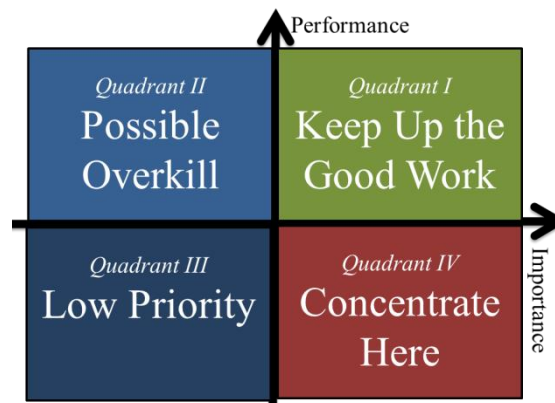 Performance
Quadrant II
Possible
Overkill
Quadrant I
Keep Up the
Good Work
Importance
Quadrant III
Low Priority
Quadrant IV
Concentrate
Here